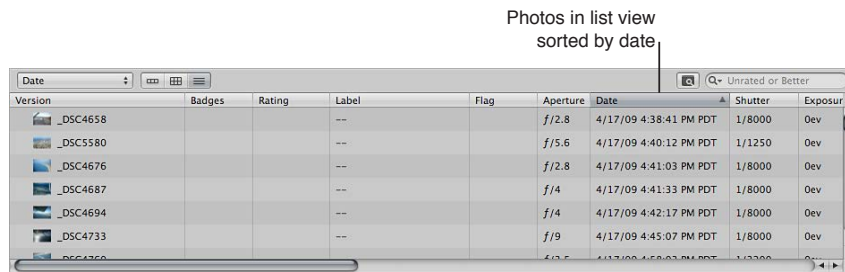 Photos in list view
sorted by date
Date Unrated or Better
Version Badges Rating Label Flag Aperture Date Shutter Exposur
_DSC4658 -- ƒ/2.8 4/17/09 4:38:41 PM PDT 1/8000 0ev
_DSC5580 -- ƒ/5.6 4/17/09 4:40:12 PM PDT 1/1250 0ev
_DSC4676 -- ƒ/2.8 4/17/09 4:41:03 PM PDT 1/8000 0ev
_DSC4687 -- ƒ/4 4/17/09 4:41:33 PM PDT 1/8000 0ev
_DSC4694 -- ƒ/4 4/17/09 4:42:17 PM PDT 1/8000 0ev
_DSC4733 -- ƒ/9 4/17/09 4:45:07 PM PDT 1/8000 0ev